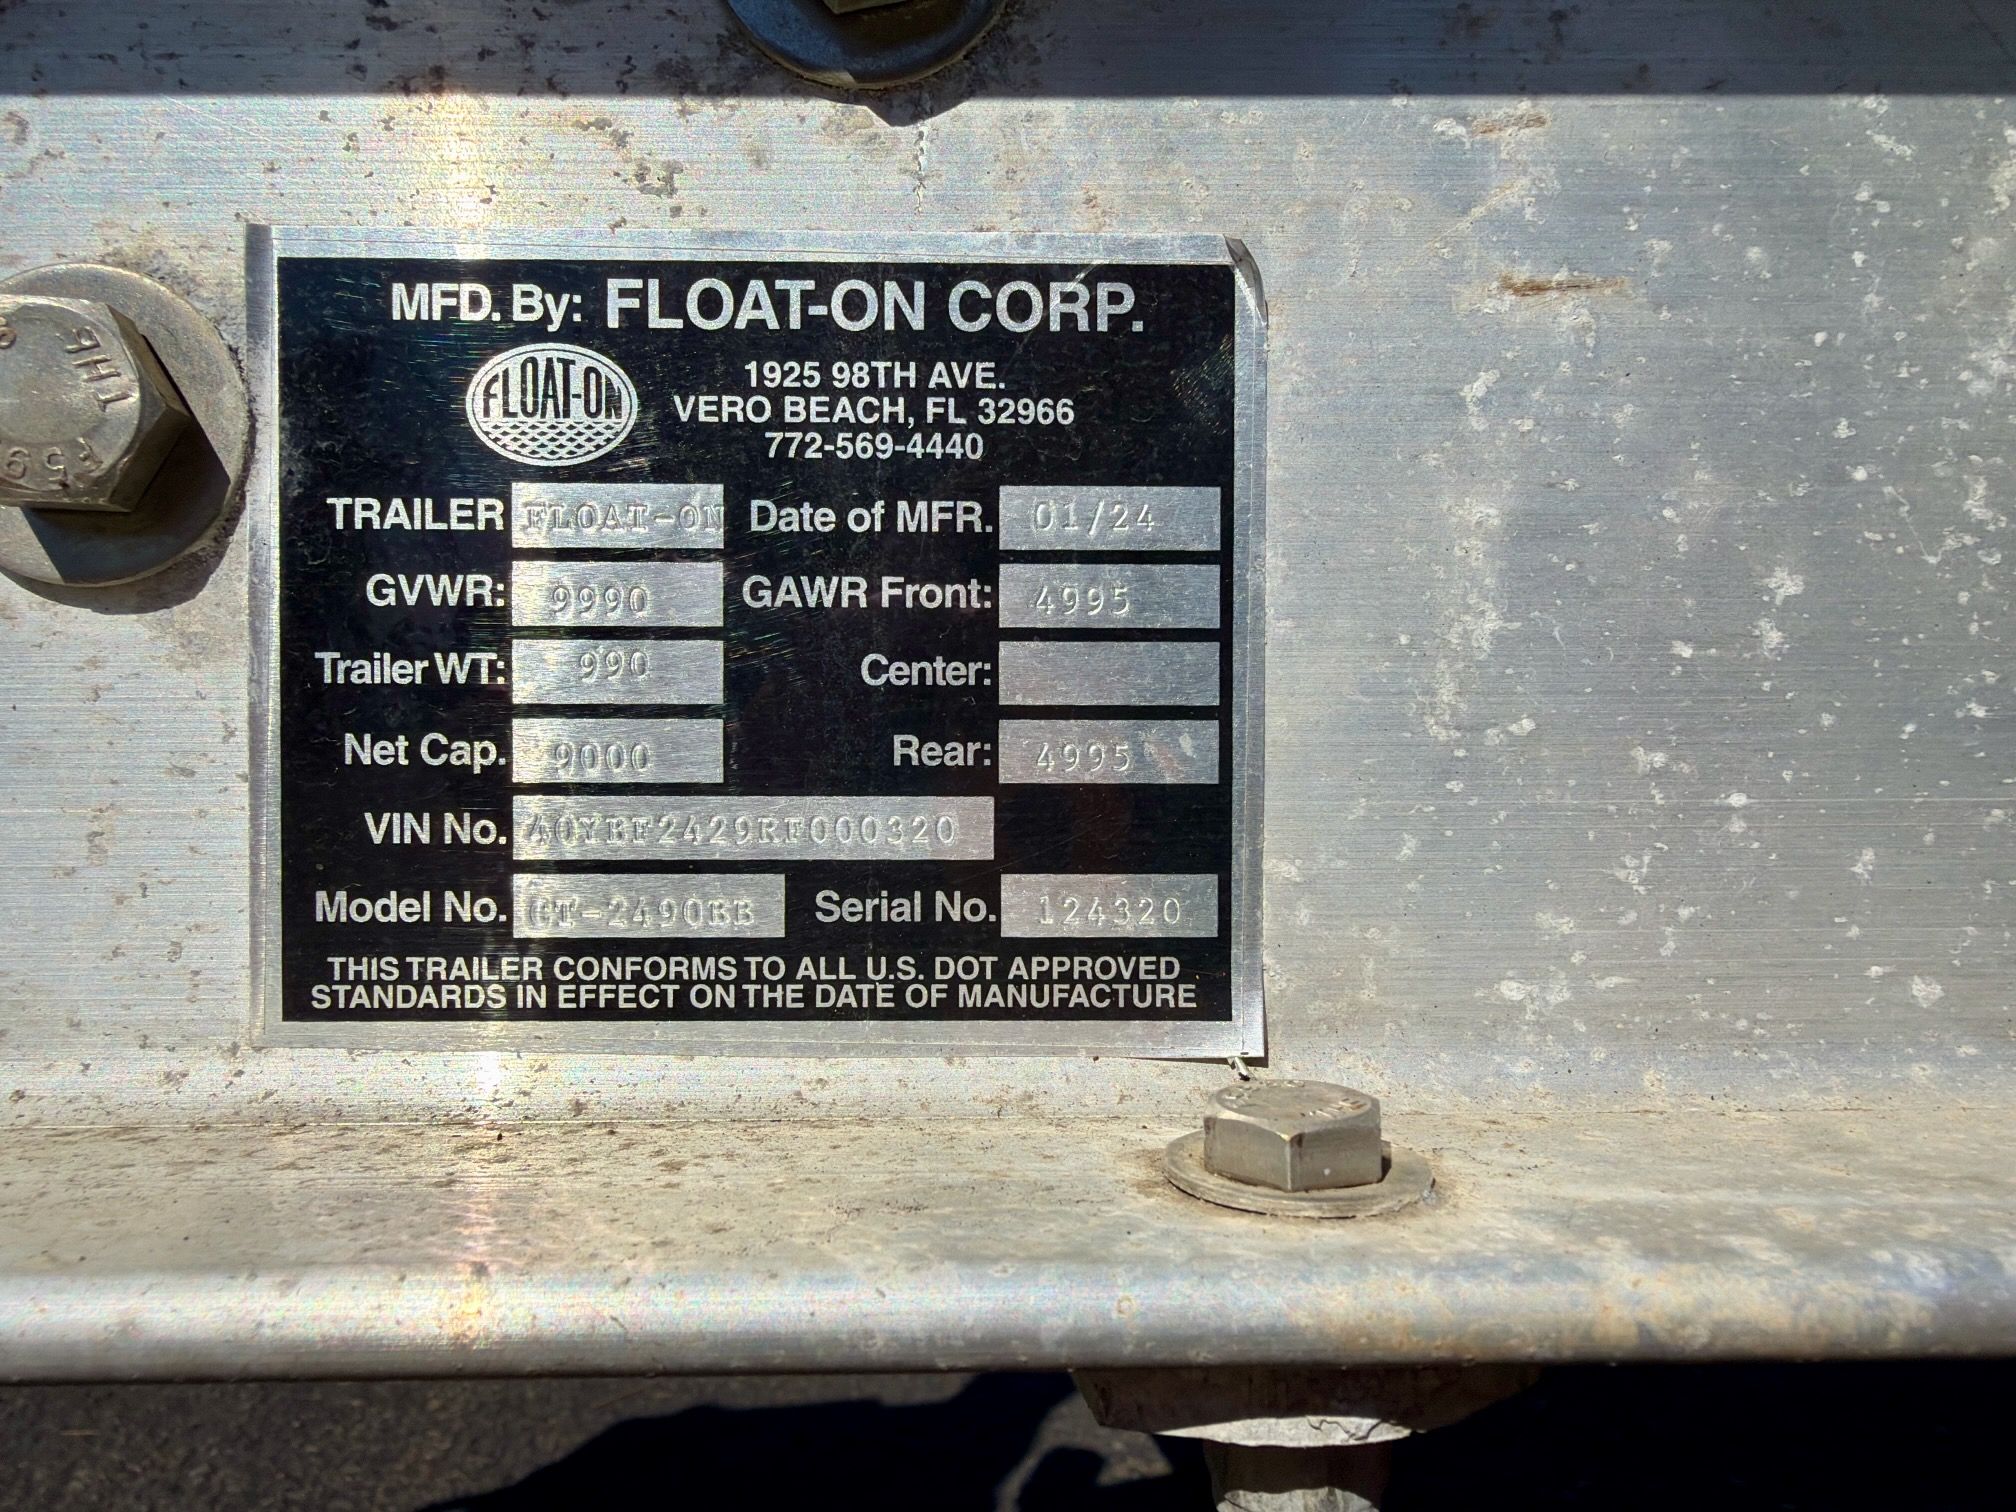 MFD. By: FLOAT-ON CORP.
FLOAT-ON
1925 98TH AVE.
VERO BEACH, FL 32966
772-569-4440
TRAILER FLOAT-ON Date of MFR. 01/24
GVWR: 9990 GAWR Front: 4995
Trailer WT: 990 Center:
Net Cap. 9000 Rear: 4995
VIN No. 40YBF2429RF000320
Model No. GT-2490BB Serial No. 124320
THIS TRAILER CONFORMS TO ALL U.S. DOT APPROVED
STANDARDS IN EFFECT ON THE DATE OF MANUFACTURE
THE